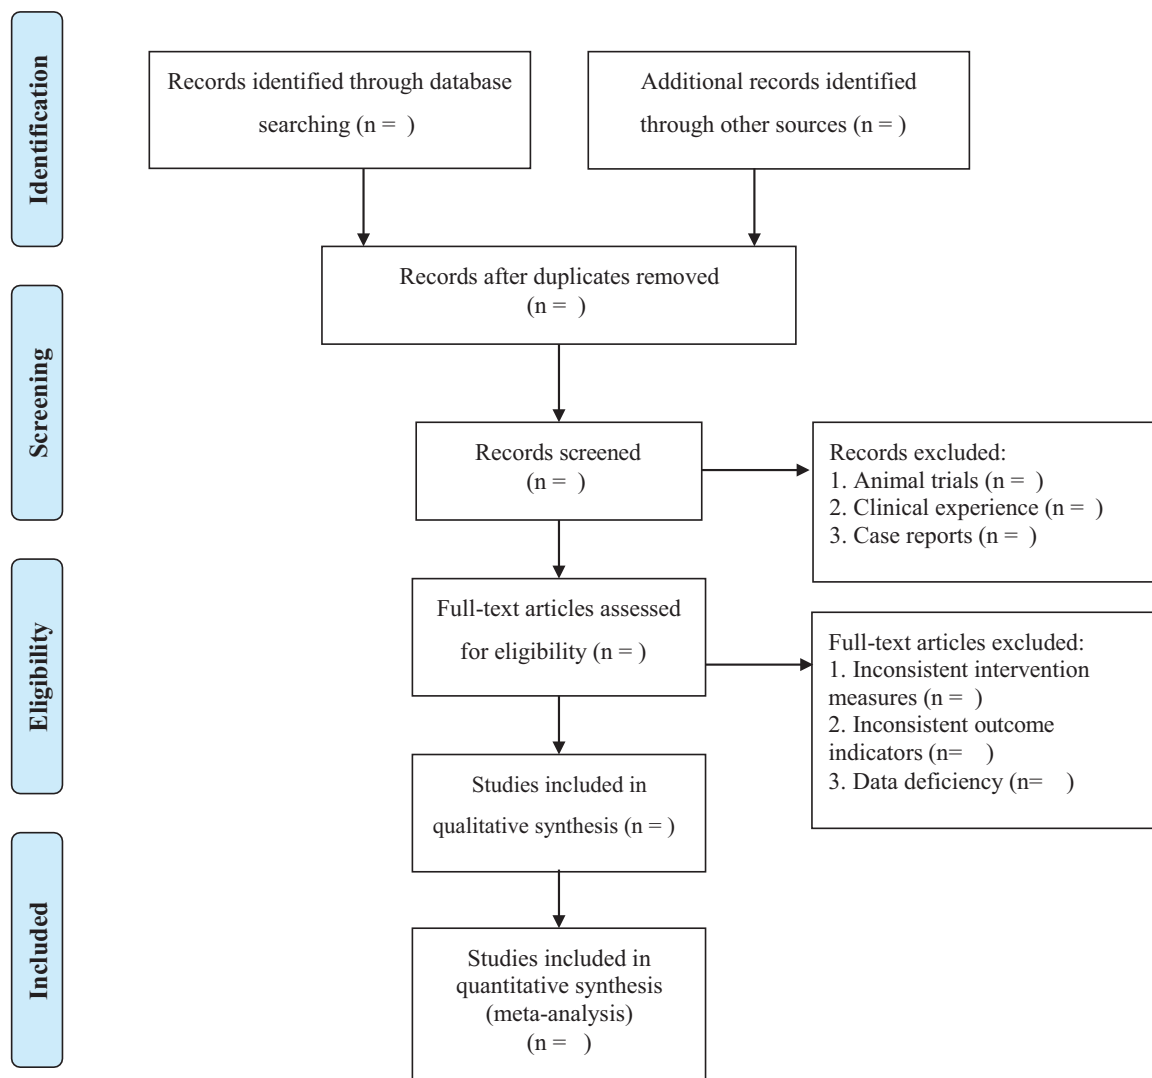 Identification
Records identified through database
searching (n =  )
Additional records identified
through other sources (n = )
Records after duplicates removed
(n =  )
Screening
Records screened
(n =  )
Records excluded:
1. Animal trials (n =  )
2. Clinical experience (n =  )
3. Case reports (n =  )
Eligibility
Full-text articles assessed
for eligibility (n = )
Full-text articles excluded:
1. Inconsistent intervention
measures (n =  )
2. Inconsistent outcome
indicators (n=   )
3. Data deficiency (n=   )
Studies included in
qualitative synthesis (n = )
Included
Studies included in
quantitative synthesis
(meta-analysis)
(n =   )